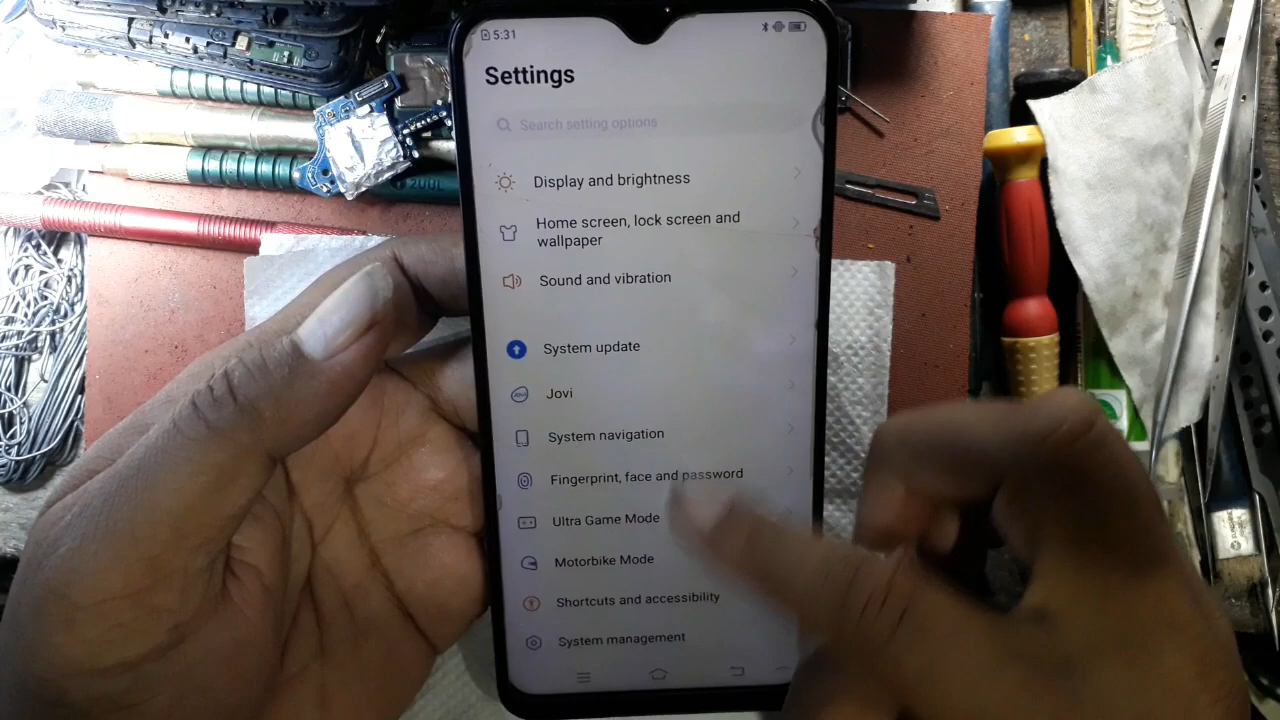 5:31
Settings
Search setting options
Display and brightness
Home screen, lock screen and
wallpaper
Sound and vibration
System update
Jovi
System navigation
Fingerprint, face and password
Ultra Game Mode
Motorbike Mode
Shortcuts and accessibility
System management